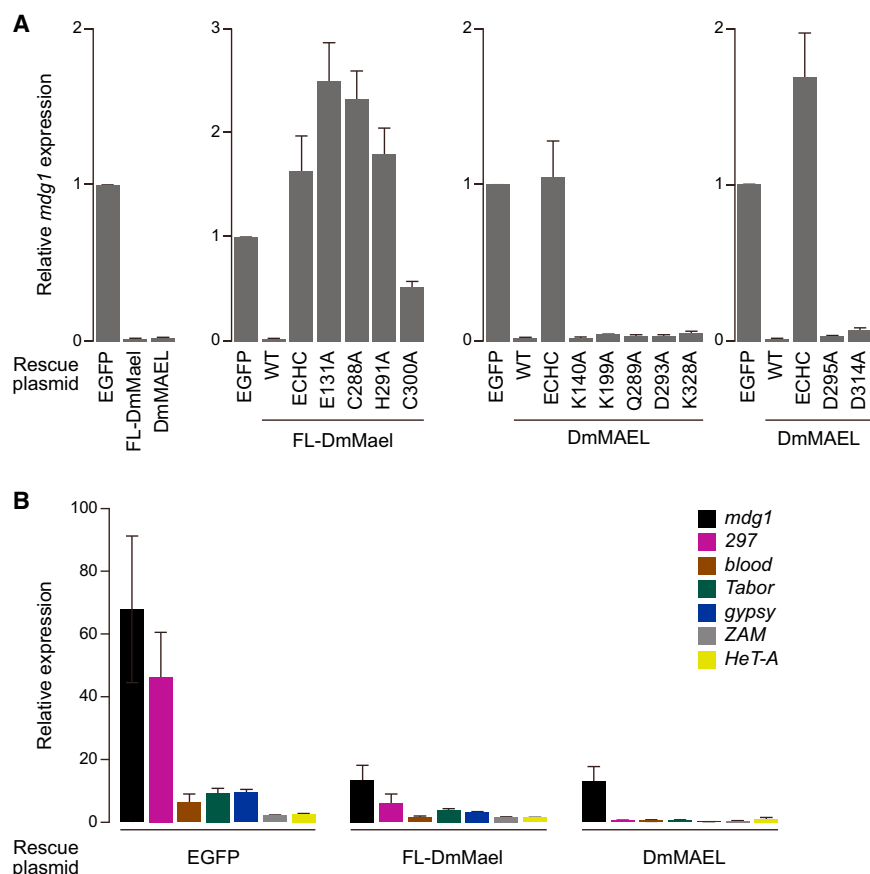 A
Relative mdg1 expression
2
1
0
3
2
1
0
2
1
0
2
1
0
Rescue
plasmid
EGFP
FL-DmMael
DmMAEL
EGFP
WT
ECHC
E131A
C288A
H291A
C300A
FL-DmMael
EGFP
WT
ECHC
K140A
K199A
Q289A
D293A
K328A
DmMAEL
EGFP
WT
ECHC
D295A
D314A
DmMAEL
B
Relative expression
100
80
60
40
20
0
mdg1
297
blood
Tabor
gypsy
ZAM
HeT-A
Rescue
plasmid
EGFP
FL-DmMael
DmMAEL